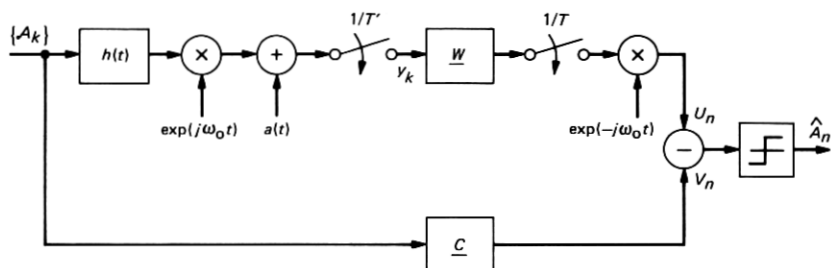 {A_k}
h(t)
×
+
1/T'
y_k
W
1/T
×
exp(jω_0t)
a(t)
exp(-jω_0t)
U_n
−
V_n
Â_n
C